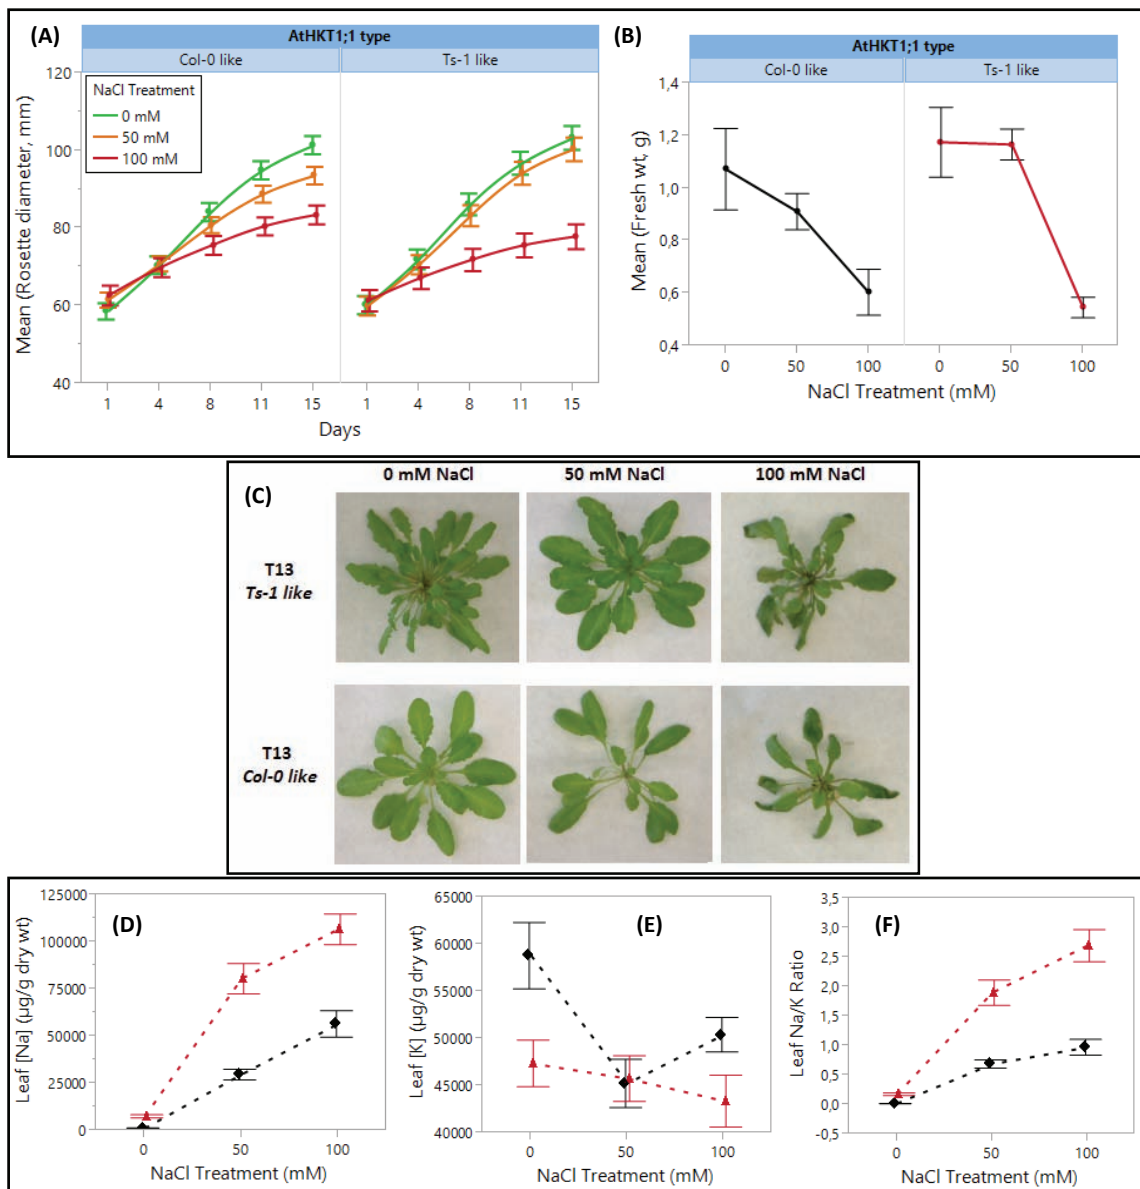 (A)
AtHKT1;1 type
Col-0 like
Ts-1 like
NaCl Treatment
0 mM
50 mM
100 mM
Mean (Rosette diameter, mm)
120
100
80
60
40
1 4 8 11 15 1 4 8 11 15
Days
(B)
AtHKT1;1 type
Col-0 like
Ts-1 like
Mean (Fresh wt, g)
1,4
1,2
1,0
0,8
0,6
0,4
0 50 100 0 50 100
NaCl Treatment (mM)
(C)
0 mM NaCl
50 mM NaCl
100 mM NaCl
T13
Ts-1 like
T13
Col-0 like
(D)
Leaf [Na] (µg/g dry wt)
125000
100000
75000
50000
25000
0
0 50 100
NaCl Treatment (mM)
(E)
Leaf [K] (µg/g dry wt)
65000
60000
55000
50000
45000
40000
0 50 100
NaCl Treatment (mM)
(F)
Leaf Na/K Ratio
3,5
3,0
2,5
2,0
1,5
1,0
0,5
0,0
-0,5
0 50 100
NaCl Treatment (mM)